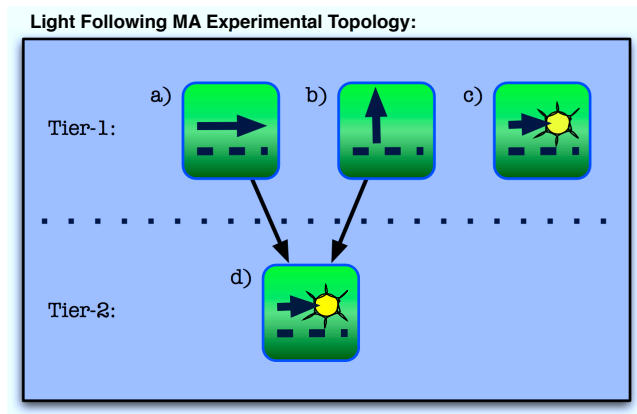 Light Following MA Experimental Topology:
a) b) c)
Tier-1:
d)
Tier-2: